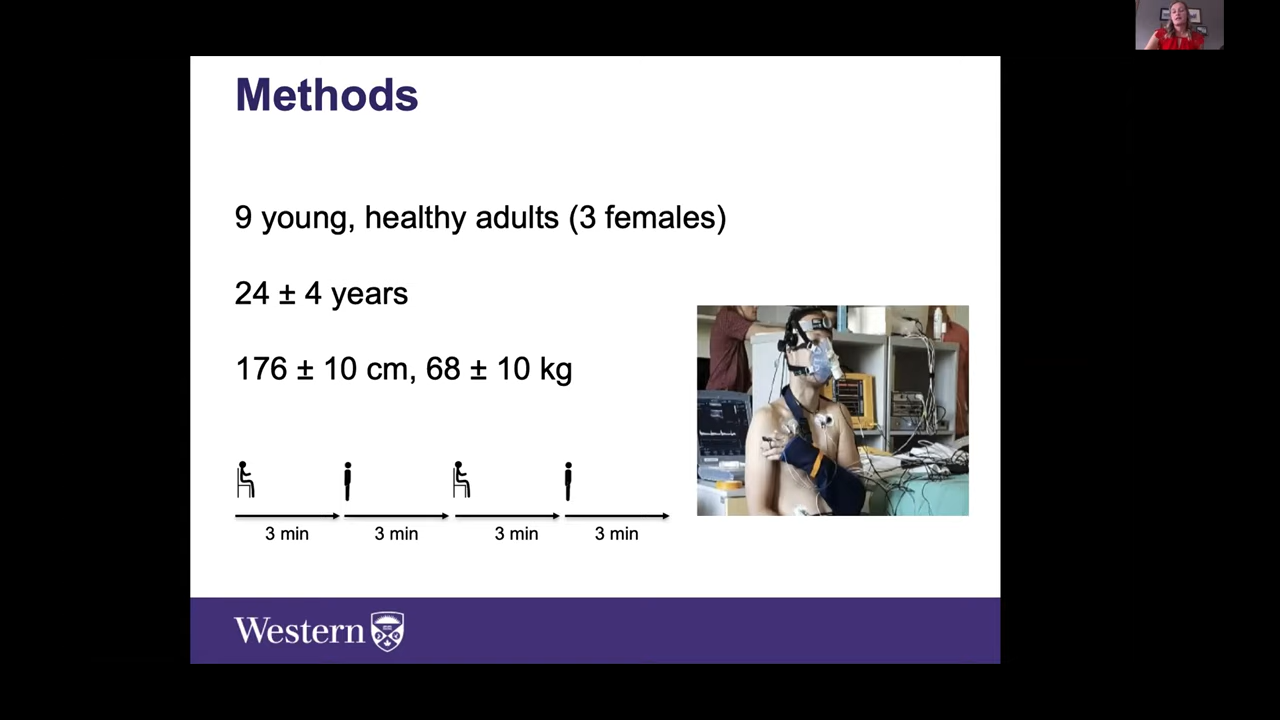 Methods
9 young, healthy adults (3 females)
24 ± 4 years
176 ± 10 cm, 68 ± 10 kg
3 min 3 min 3 min 3 min
Western